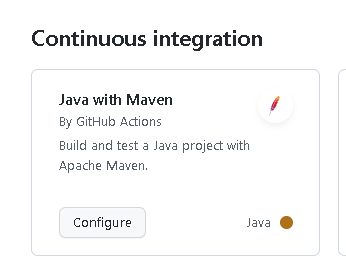 Continuous integration
Java with Maven
By GitHub Actions
Build and test a Java project with
Apache Maven.
Configure
Java